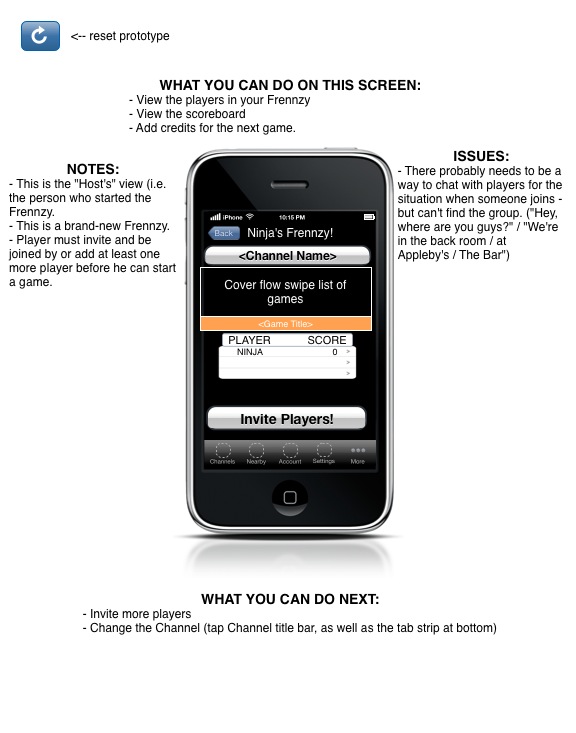 <-- reset prototype
WHAT YOU CAN DO ON THIS SCREEN:
- View the players in your Frennzy
- View the scoreboard
- Add credits for the next game.
NOTES:
- This is the "Host's" view (i.e.
the person who started the
Frennzy.
- This is a brand-new Frennzy.
- Player must invite and be
joined by or add at least one
more player before he can start
a game.
ISSUES:
- There probably needs to be a
way to chat with players for the
situation when someone joins -
but can't find the group. ("Hey,
where are you guys?" / "We're
in the back room / at
Appleby's / The Bar")
iPhone 10:15 PM
Back Ninja's Frennzy!
<Channel Name>
Cover flow swipe list of
games
<Game Title>
PLAYER SCORE
NINJA 0 >
>
>
Invite Players!
Channels Nearby Account Settings More
WHAT YOU CAN DO NEXT:
- Invite more players
- Change the Channel (tap Channel title bar, as well as the tab strip at bottom)